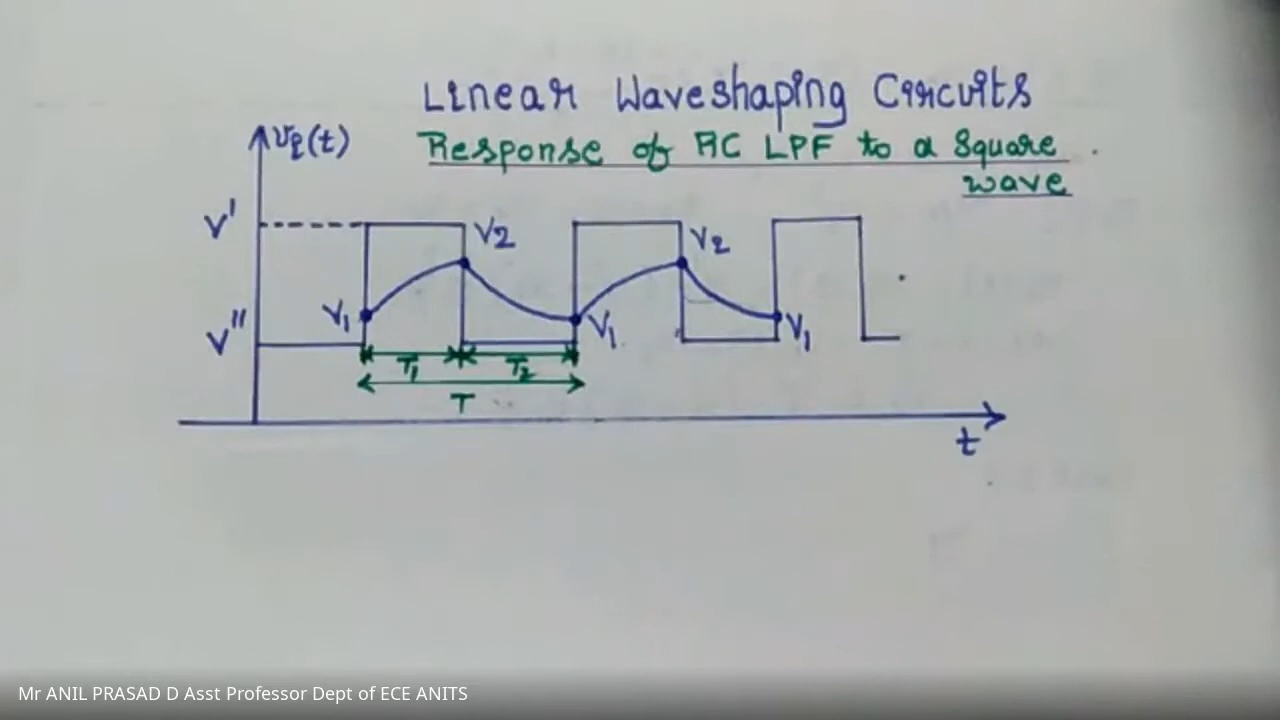 Linear Waveshaping Circuits
Response of RC LPF to a Square
wave
vi(t)
V'
V2
V2
V1
V1
V1
V"
T1
T2
T
t
Mr ANIL PRASAD D Asst Professor Dept of ECE ANITS